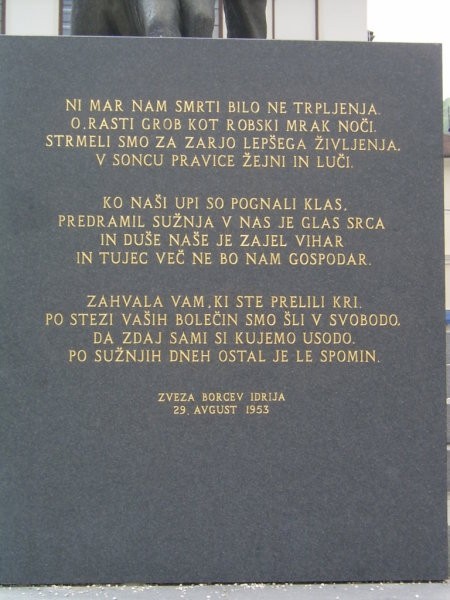 NI MAR NAM SMRTI BILO NE TRPLJENJA.
O, RASTI GROB KOT ROBSKI MRAK NOČI.
STRMELI SMO ZA ZARJO LEPŠEGA ŽIVLJENJA,
V SONCU PRAVICE ŽEJNI IN LUČI.
KO NAŠI UPI SO POGNALI KLAS,
PREDRAMIL SUŽNJA V NAS JE GLAS SRCA
IN DUŠE NAŠE JE ZAJEL VIHAR
IN TUJEC VEČ NE BO NAM GOSPODAR.
ZAHVALA VAM, KI STE PRELILI KRI.
PO STEZI VAŠIH BOLEČIN SMO ŠLI V SVOBODO.
DA ZDAJ SAMI SI KUJEMO USODO.
PO SUŽNJIH DNEH OSTAL JE LE SPOMIN.
ZVEZA BORCEV IDRIJA
29. AVGUST 1953